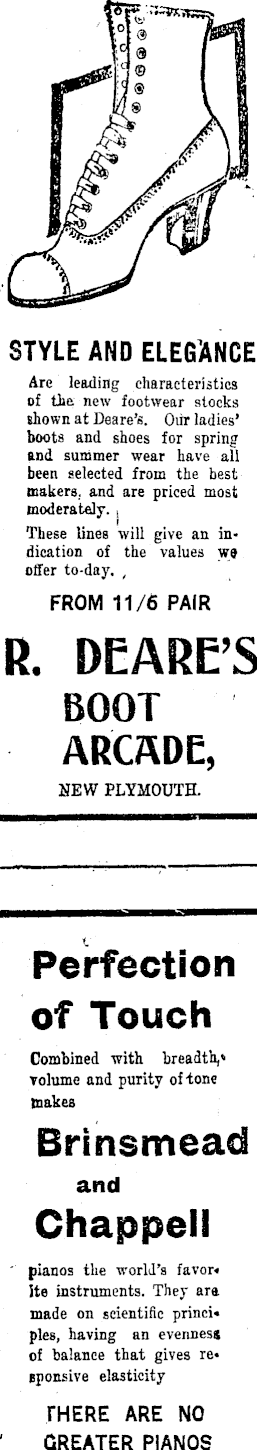 STYLE AND ELEGANCE
Are leading characteristics
of the new footwear stocks
shown at Deare's. Our ladies'
boots and shoes for spring
and summer wear have all
been selected from the best
makers, and are priced most
moderately.
These lines will give an in-
dication of the values we
offer to-day.
FROM 11/6 PAIR
R. DEARE'S
BOOT
ARCADE,
NEW PLYMOUTH.
Perfection
of Touch
Combined with breadth,
volume and purity of tone
makes
Brinsmead
and
Chappell
pianos the world's favor-
ite instruments. They are
made on scientific princi-
ples, having an evenness
of balance that gives re-
sponsive elasticity
THERE ARE NO
GREATER PIANOS